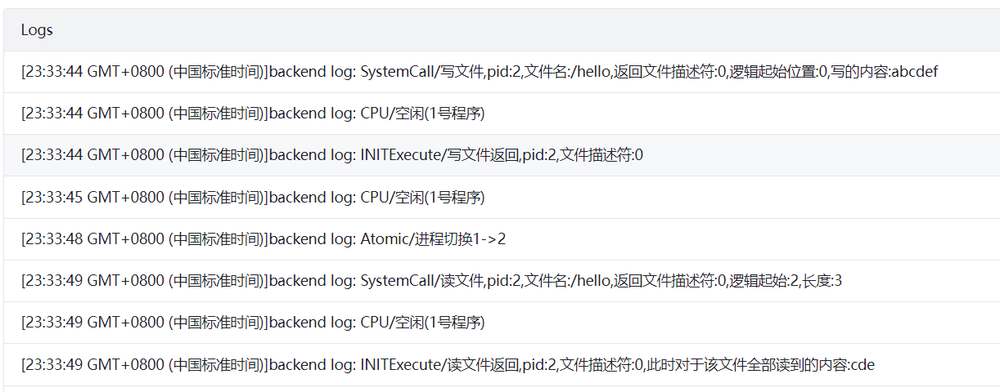 Logs
[23:33:44 GMT+0800 (中国标准时间)]backend log: SystemCall/写文件,pid:2,文件名:/hello,返回文件描述符:0,逻辑起始位置:0,写的内容:abcdef
[23:33:44 GMT+0800 (中国标准时间)]backend log: CPU/空闲(1号程序)
[23:33:44 GMT+0800 (中国标准时间)]backend log: INITExecute/写文件返回,pid:2,文件描述符:0
[23:33:45 GMT+0800 (中国标准时间)]backend log: CPU/空闲(1号程序)
[23:33:48 GMT+0800 (中国标准时间)]backend log: Atomic/进程切换1->2
[23:33:49 GMT+0800 (中国标准时间)]backend log: SystemCall/读文件,pid:2,文件名:/hello,返回文件描述符:0,逻辑起始:2,长度:3
[23:33:49 GMT+0800 (中国标准时间)]backend log: CPU/空闲(1号程序)
[23:33:49 GMT+0800 (中国标准时间)]backend log: INITExecute/读文件返回,pid:2,文件描述符:0,此时对于该文件全部读到的内容:cde